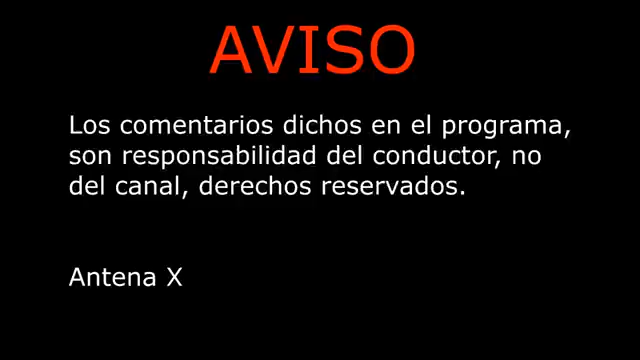 AVISO
Los comentarios dichos en el programa,
son responsabilidad del conductor, no
del canal, derechos reservados.
Antena X